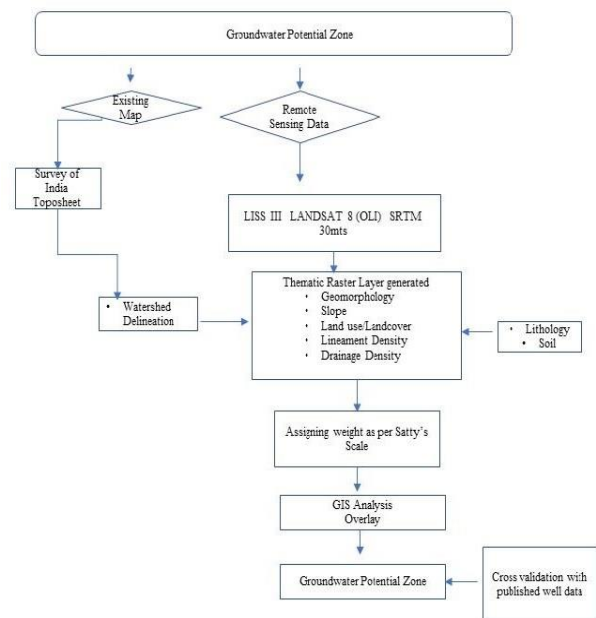 Groundwater Potential Zone
Existing
Map
Remote
Sensing Data
Survey of
India
Toposheet
LISS III LANDSAT 8 (OLI) SRTM
30mts
• Watershed
Delineation
Thematic Raster Layer generated
• Geomorphology
• Slope
• Land use/Landcover
• Lineament Density
• Drainage Density
• Lithology
• Soil
Assigning weight as per Satty's
Scale
GIS Analysis
Overlay
Groundwater Potential Zone
Cross validation with
published well data